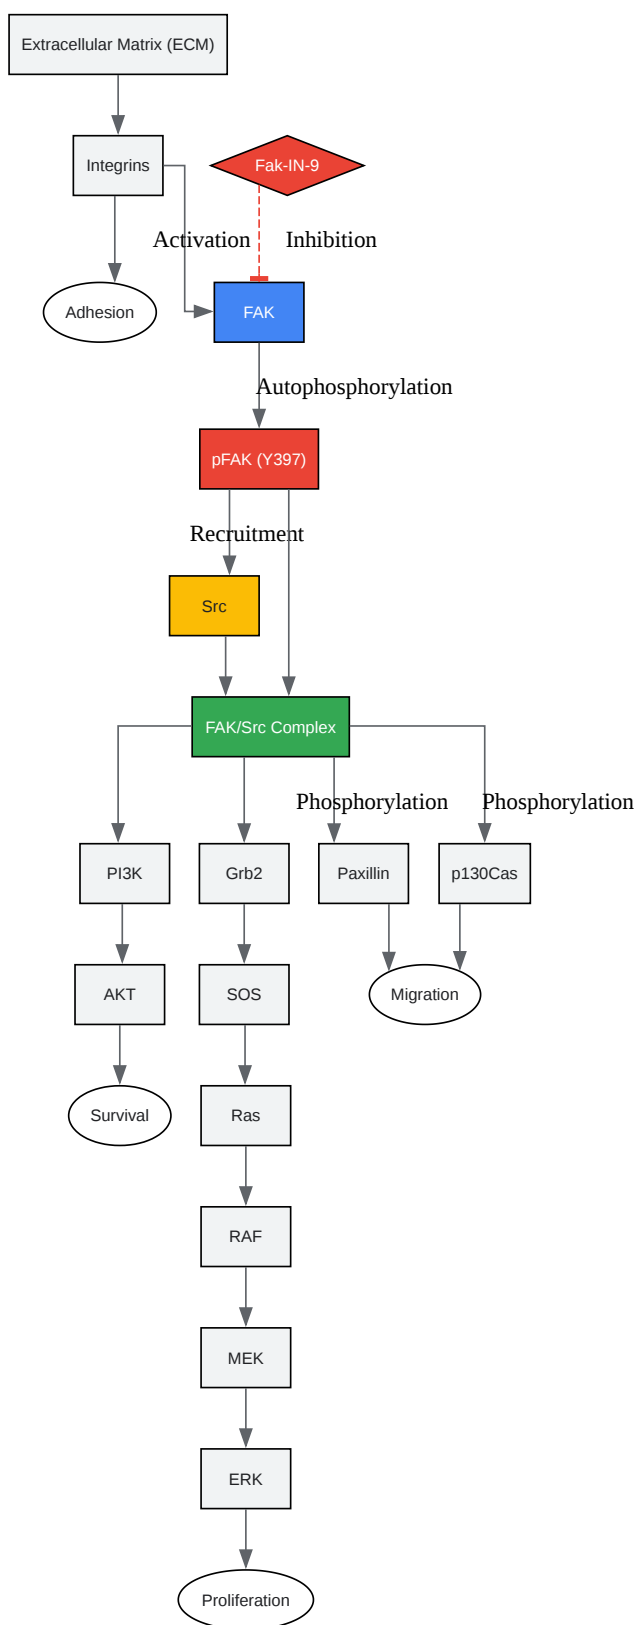 Extracellular Matrix (ECM)
Integrins
Fak-IN-9
Activation
Inhibition
Adhesion
FAK
Autophosphorylation
pFAK (Y397)
Recruitment
Src
FAK/Src Complex
Phosphorylation
Phosphorylation
PI3K
Grb2
Paxillin
p130Cas
AKT
SOS
Migration
Survival
Ras
RAF
MEK
ERK
Proliferation